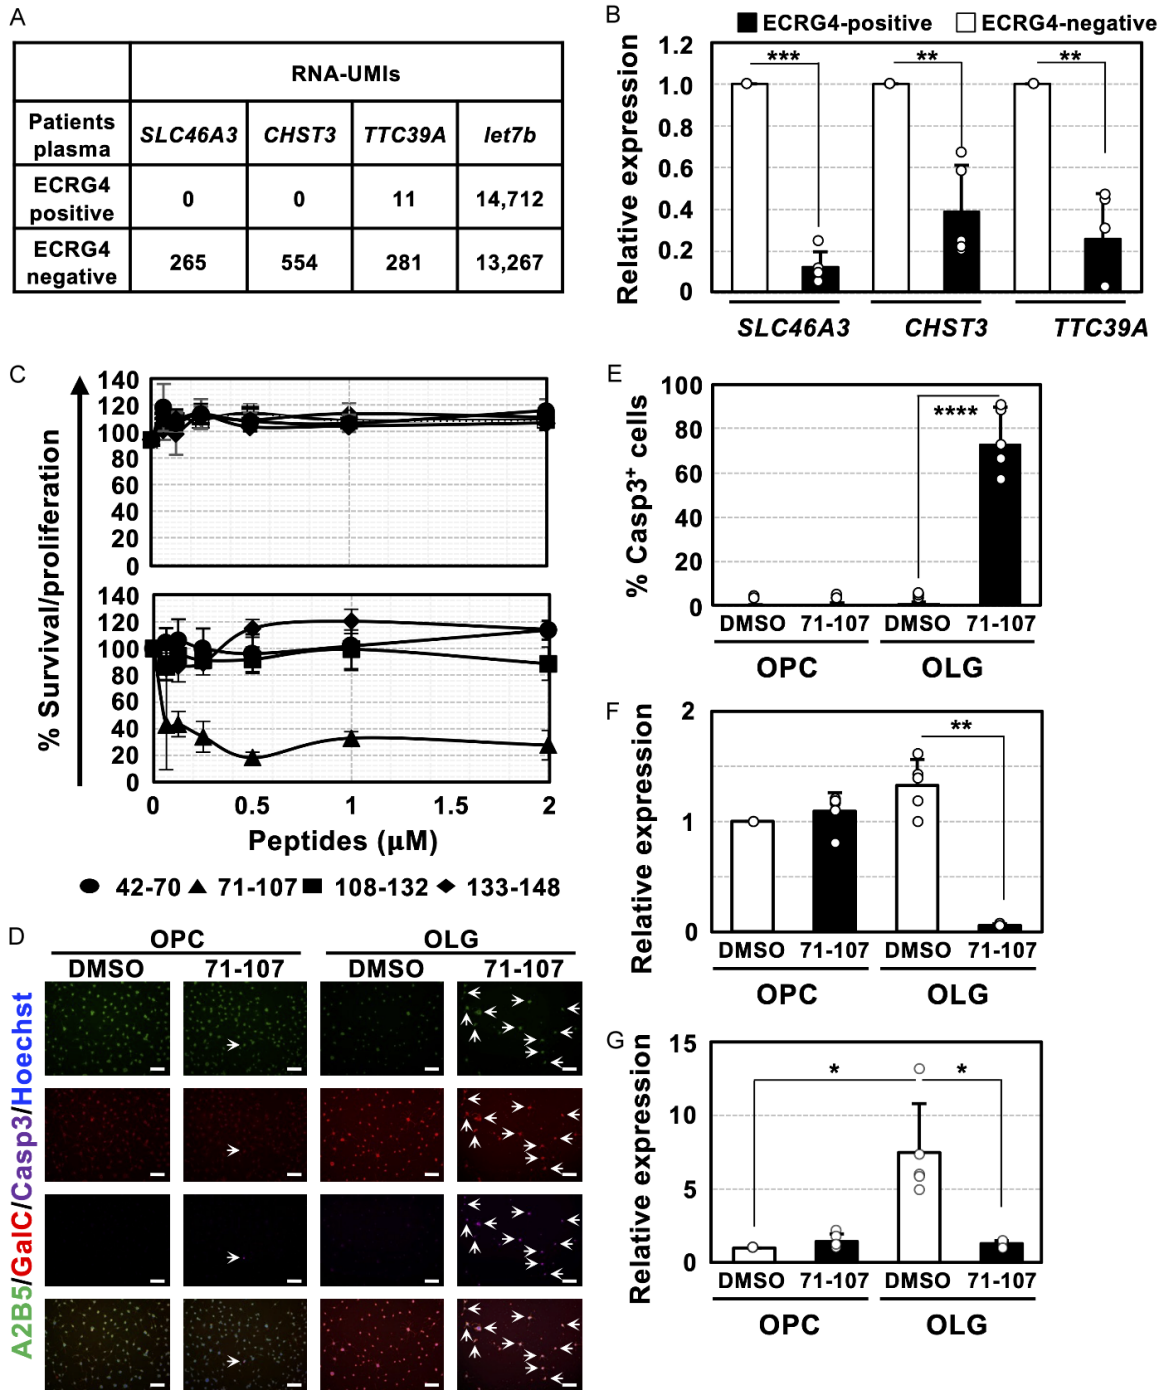 A
RNA-UMIs
Patients plasma SLC46A3 CHST3 TTC39A let7b
ECRG4 positive 0 0 11 14,712
ECRG4 negative 265 554 281 13,267
B
ECRG4-positive ECRG4-negative
Relative expression
1.2
1.0
0.8
0.6
0.4
0.2
0
*** ** **
SLC46A3 CHST3 TTC39A
C
% Survival/proliferation
140
120
100
80
60
40
20
0
140
120
100
80
60
40
20
0
0 0.5 1 1.5 2
Peptides (μM)
42-70 71-107 108-132 133-148
D
OPC OLG
DMSO 71-107 DMSO 71-107
A2B5/GalC/Casp3/Hoechst
E
% Casp3+ cells
100
80
60
40
20
0
****
DMSO 71-107 DMSO 71-107
OPC OLG
F
Relative expression
2
1
0
**
DMSO 71-107 DMSO 71-107
OPC OLG
G
Relative expression
15
10
5
0
* *
DMSO 71-107 DMSO 71-107
OPC OLG